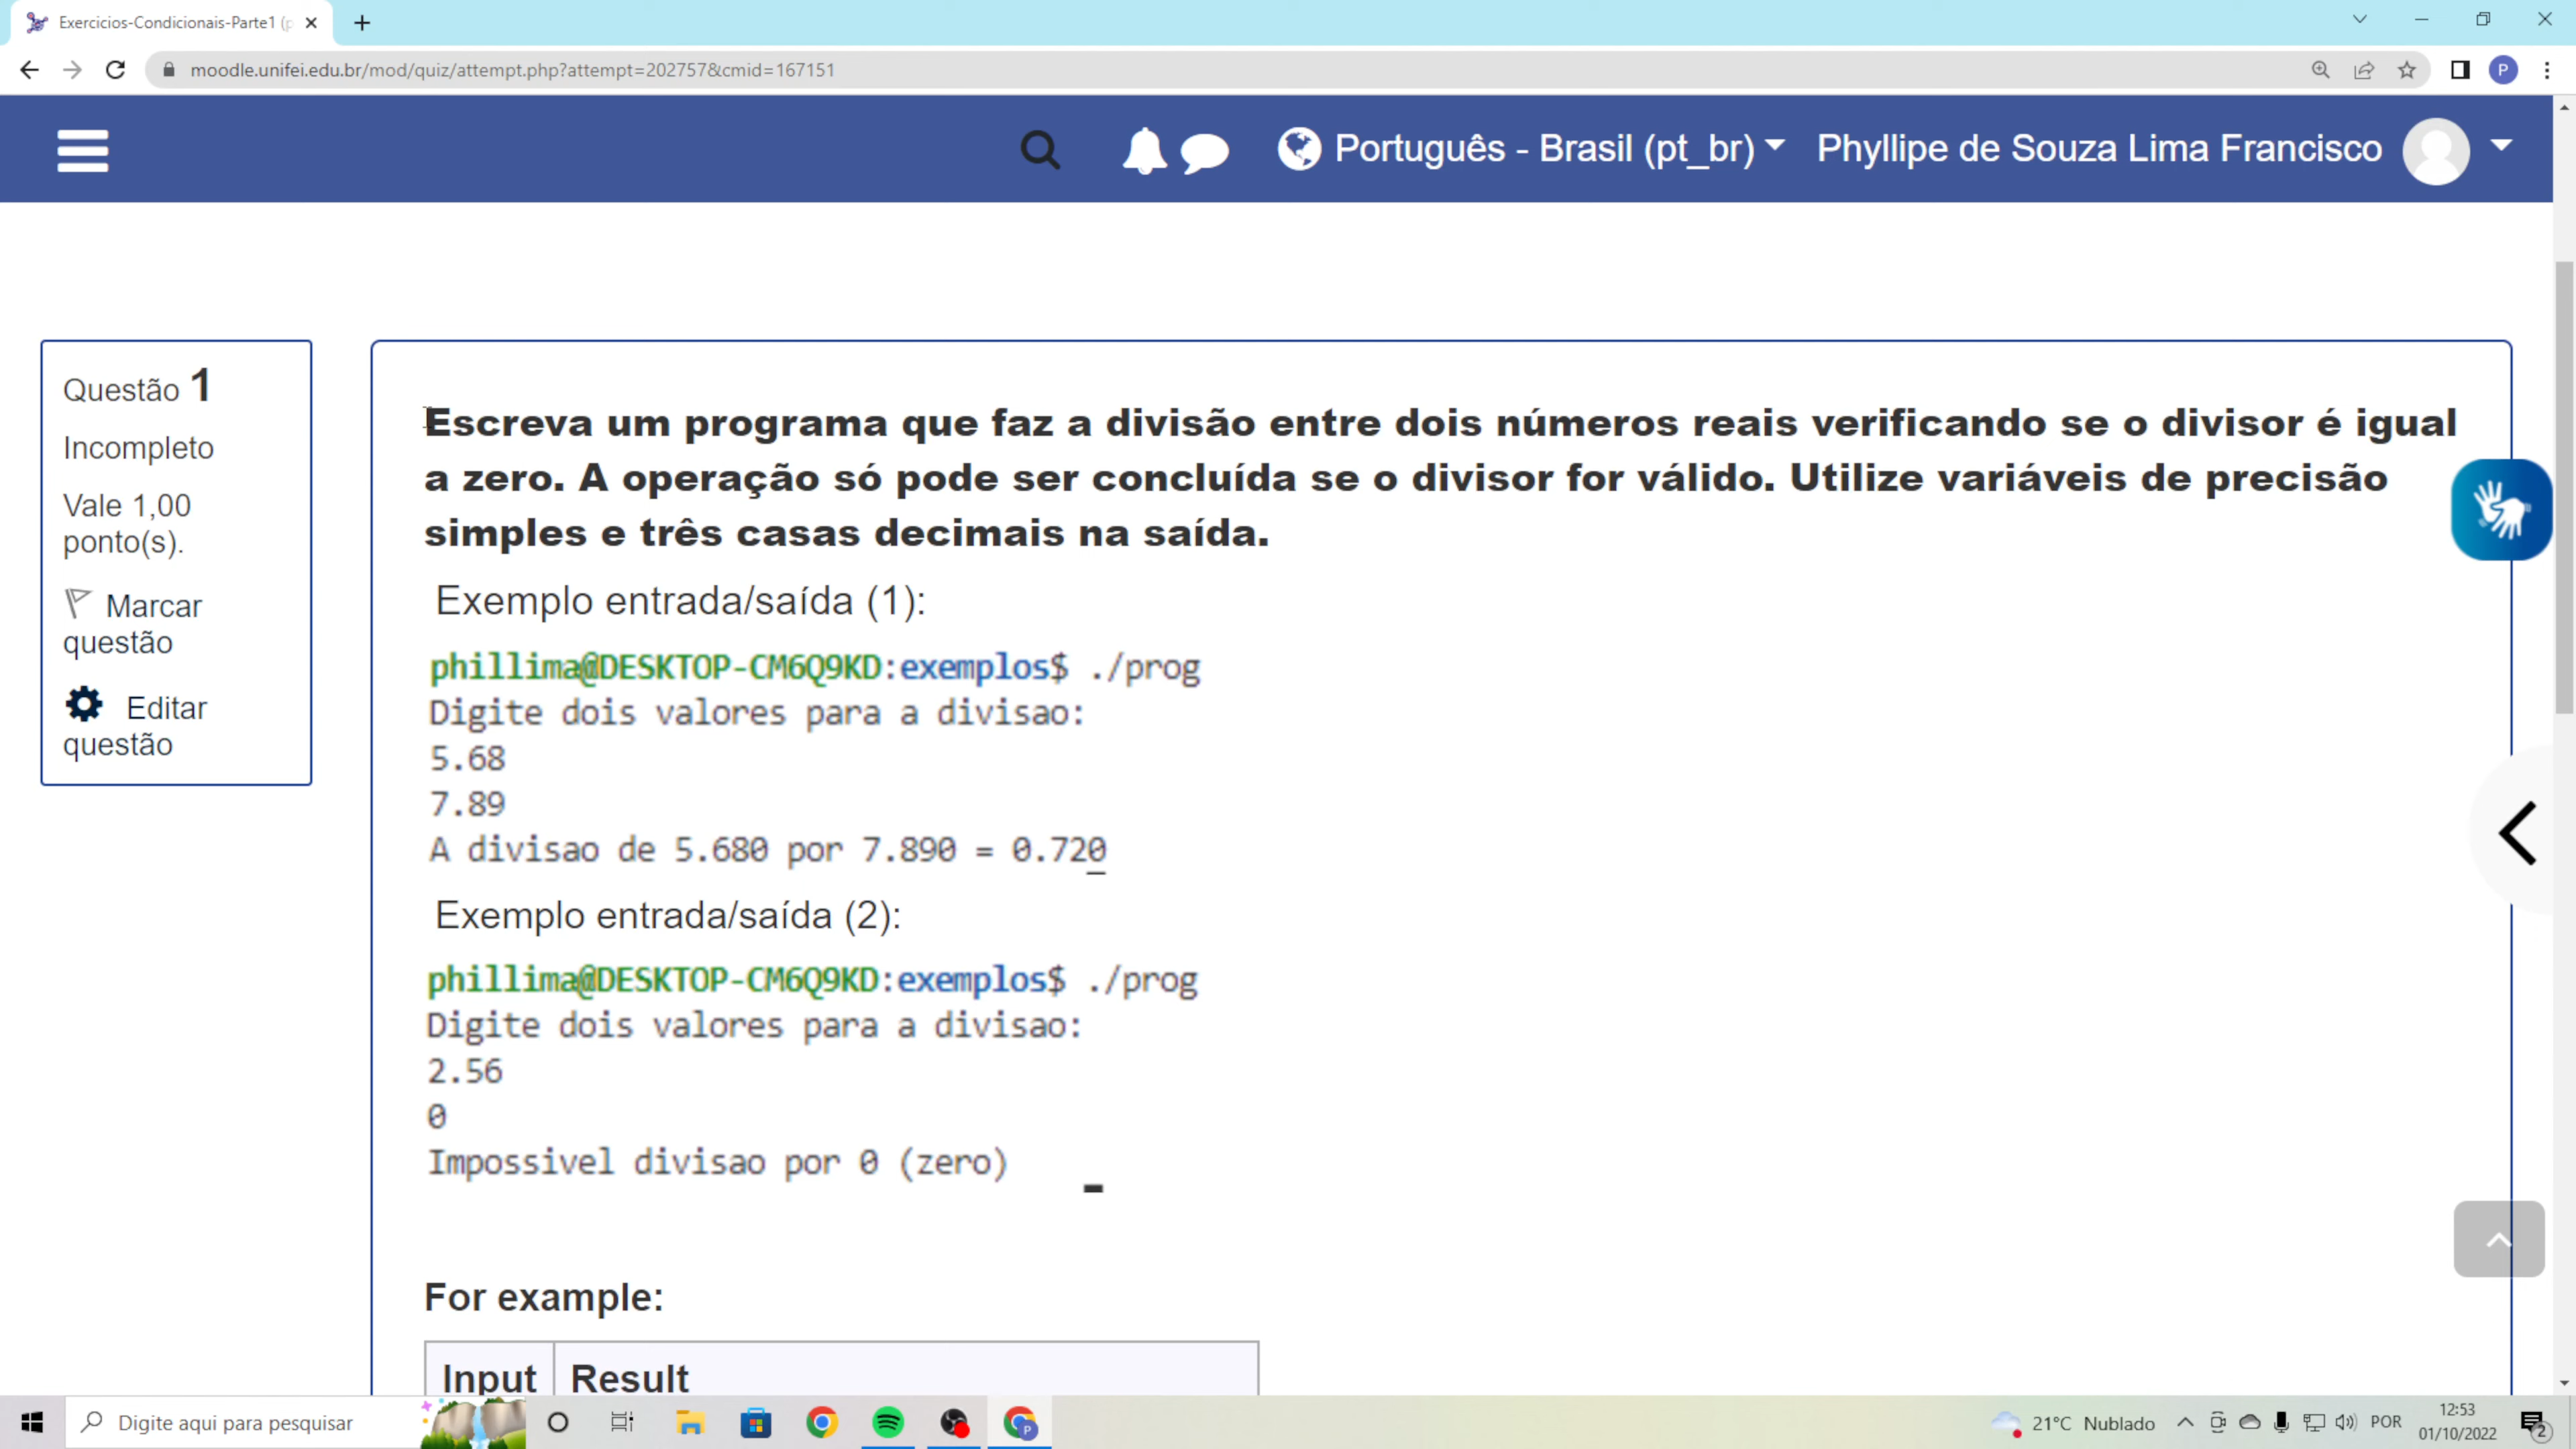 Exercicios-Condicionais-Parte1 (p
moodle.unifei.edu.br/mod/quiz/attempt.php?attempt=202757&cmid=167151
P
Português - Brasil (pt_br)
Phyllipe de Souza Lima Francisco
Questão 1
Incompleto
Vale 1,00
ponto(s).
Marcar
questão
Editar
questão
Escreva um programa que faz a divisão entre dois números reais verificando se o divisor é igual
a zero. A operação só pode ser concluída se o divisor for válido. Utilize variáveis de precisão
simples e três casas decimais na saída.
Exemplo entrada/saída (1):
phillima@DESKTOP-CM6Q9KD:exemplos$ ./prog
Digite dois valores para a divisao:
5.68
7.89
A divisao de 5.680 por 7.890 = 0.720
Exemplo entrada/saída (2):
phillima@DESKTOP-CM6Q9KD:exemplos$ ./prog
Digite dois valores para a divisao:
2.56
0
Impossivel divisao por 0 (zero)
For example:
Input Result
Digite aqui para pesquisar
P
21°C Nublado
POR
12:53
01/10/2022
2